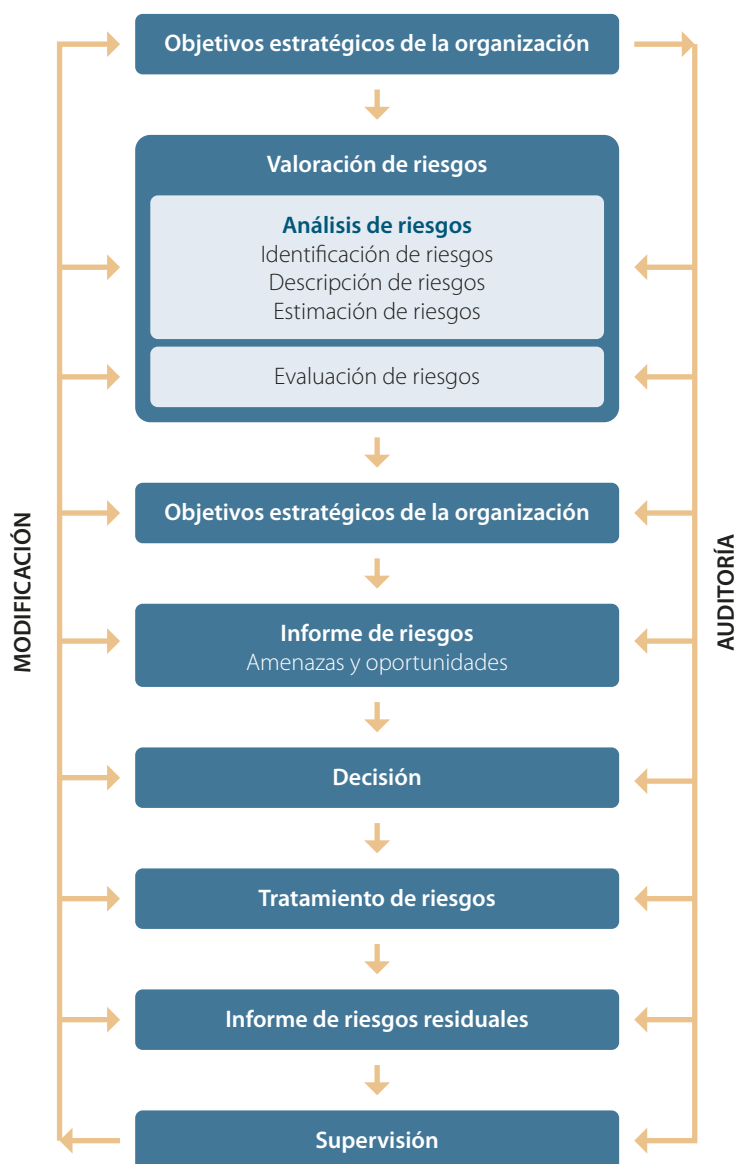 Objetivos estratégicos de la organización
Valoración de riesgos
Análisis de riesgos
Identificación de riesgos
Descripción de riesgos
Estimación de riesgos
Evaluación de riesgos
Objetivos estratégicos de la organización
Informe de riesgos
Amenazas y oportunidades
Decisión
Tratamiento de riesgos
Informe de riesgos residuales
Supervisión
MODIFICACIÓN
AUDITORÍA